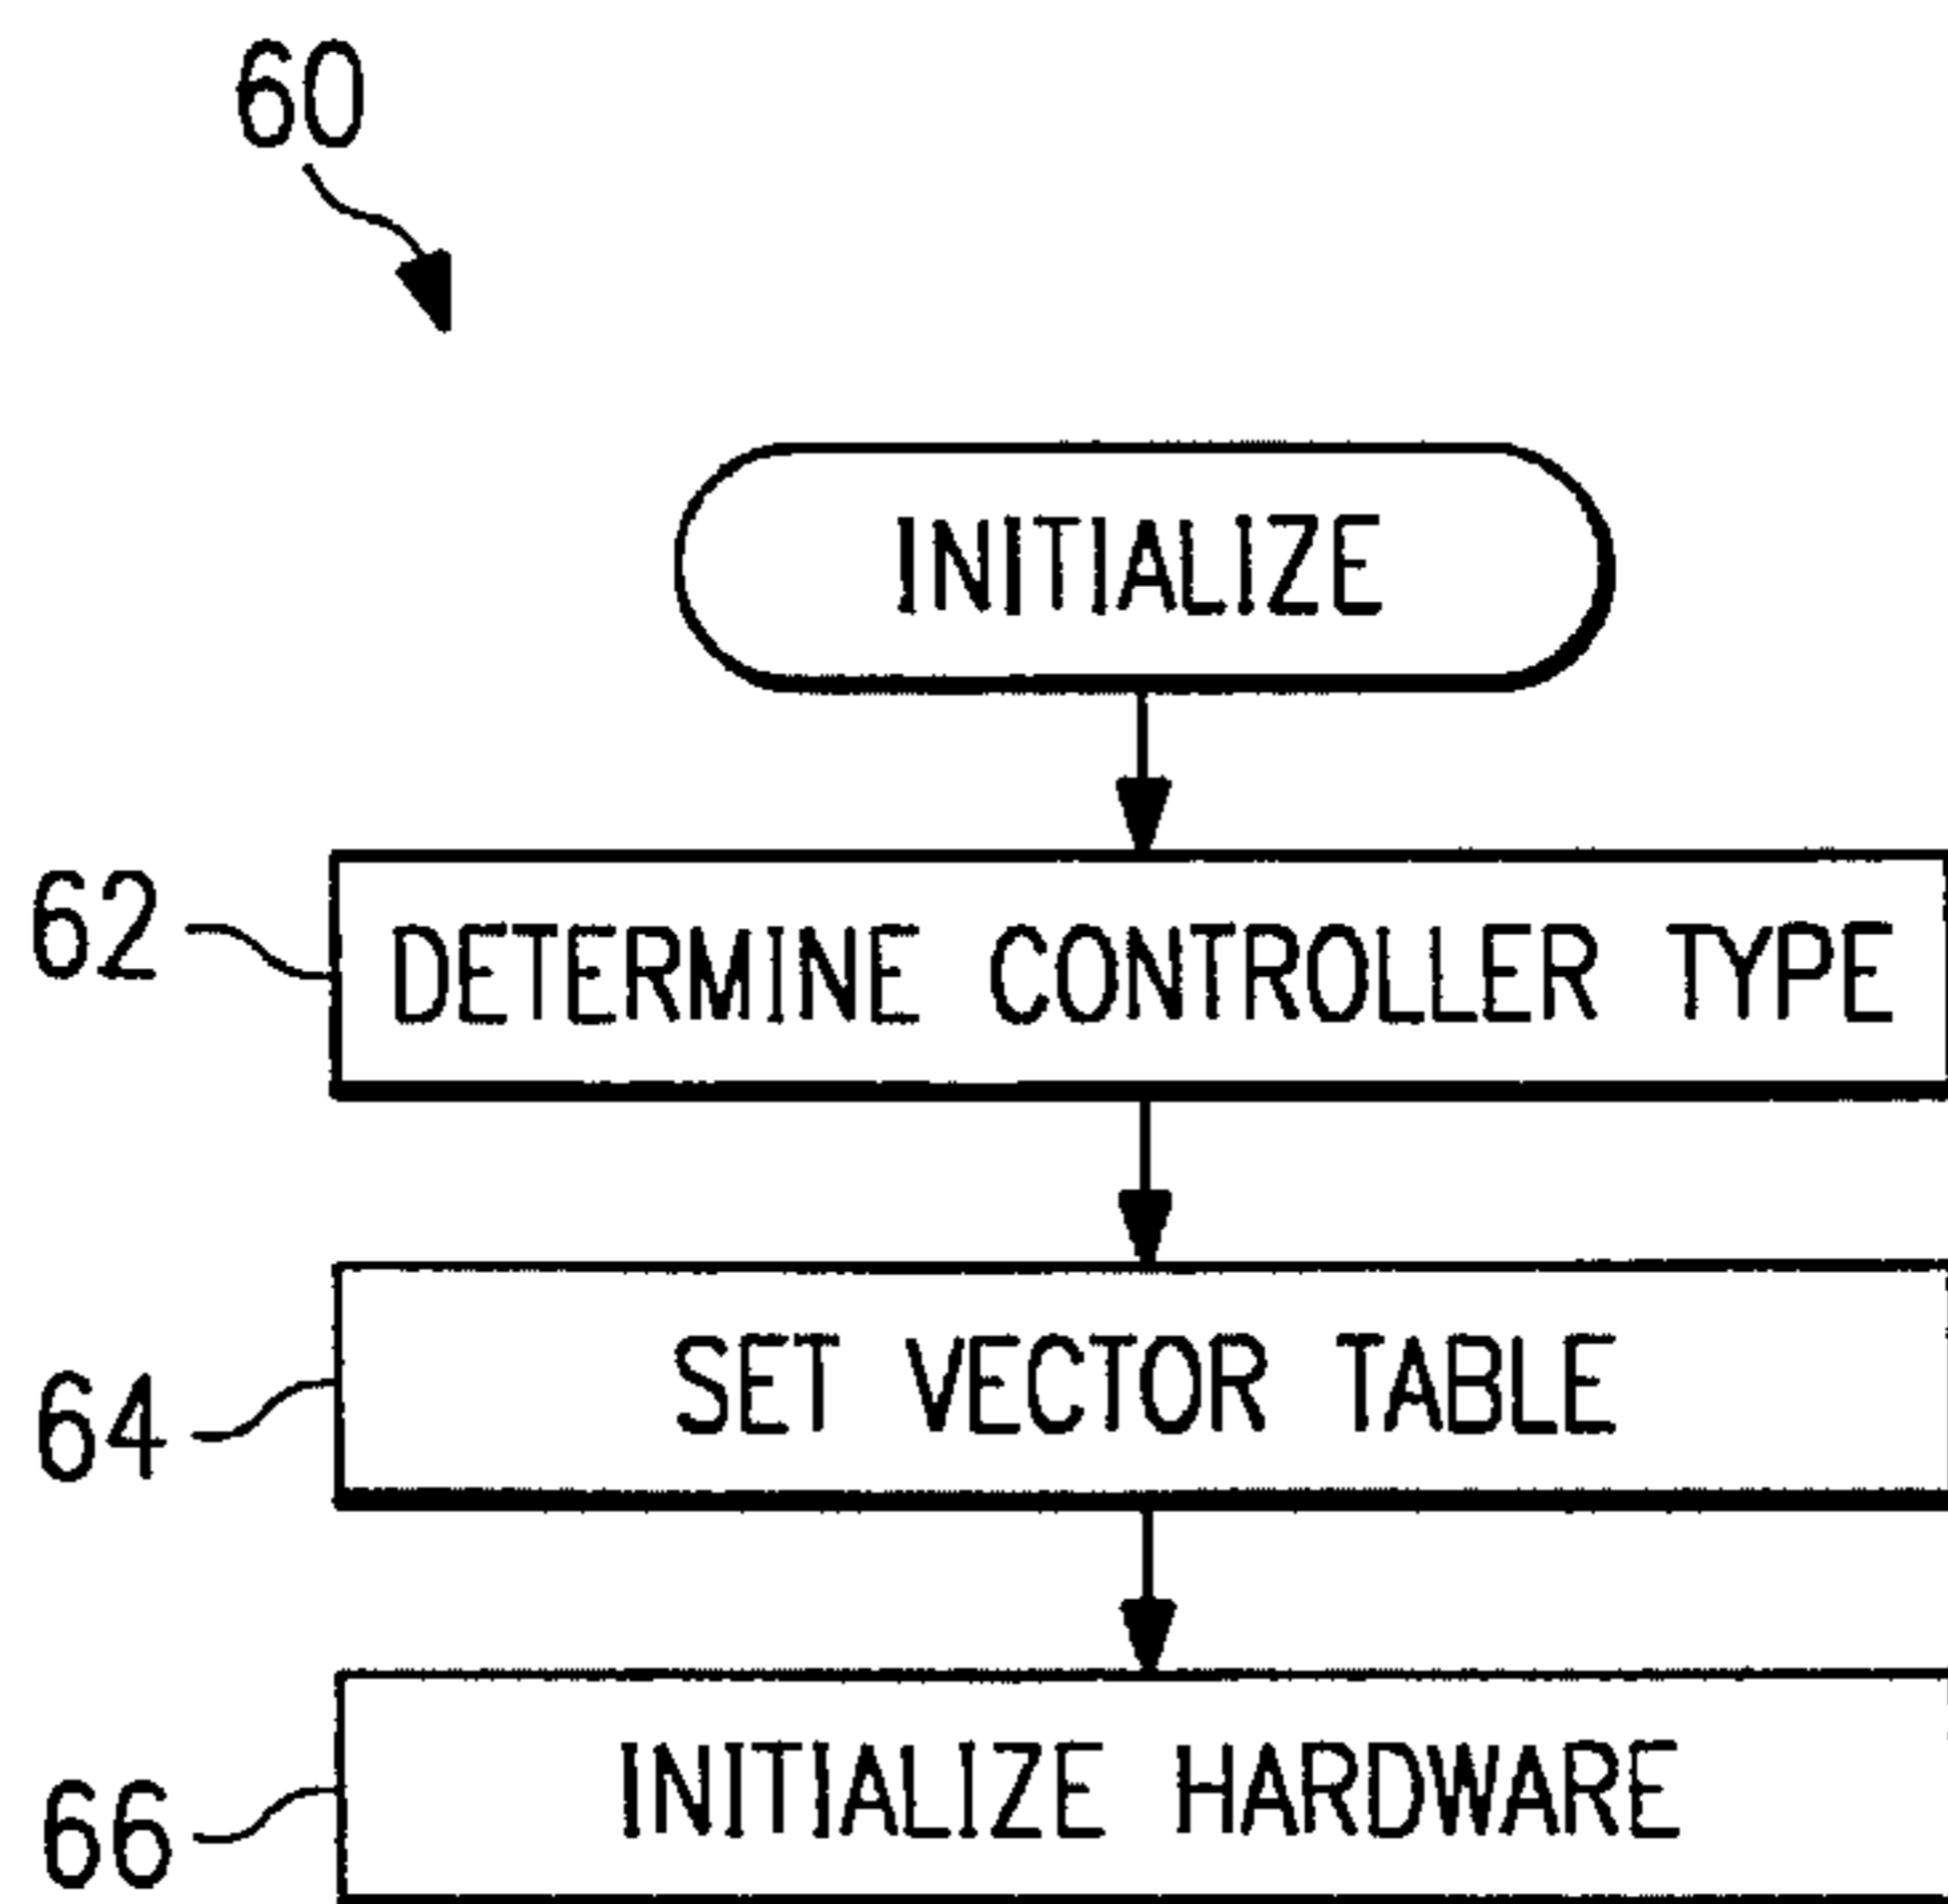 60
INITIALIZE
62
DETERMINE CONTROLLER TYPE
64
SET VECTOR TABLE
66
INITIALIZE HARDWARE